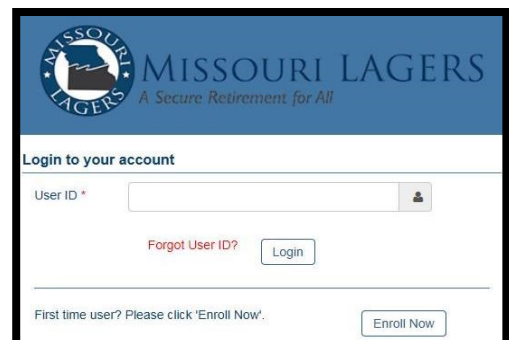 MISSOURI
LAGERS
MISSOURI LAGERS
A Secure Retirement for All
Login to your account
User ID *
Forgot User ID? Login
First time user? Please click 'Enroll Now'. Enroll Now